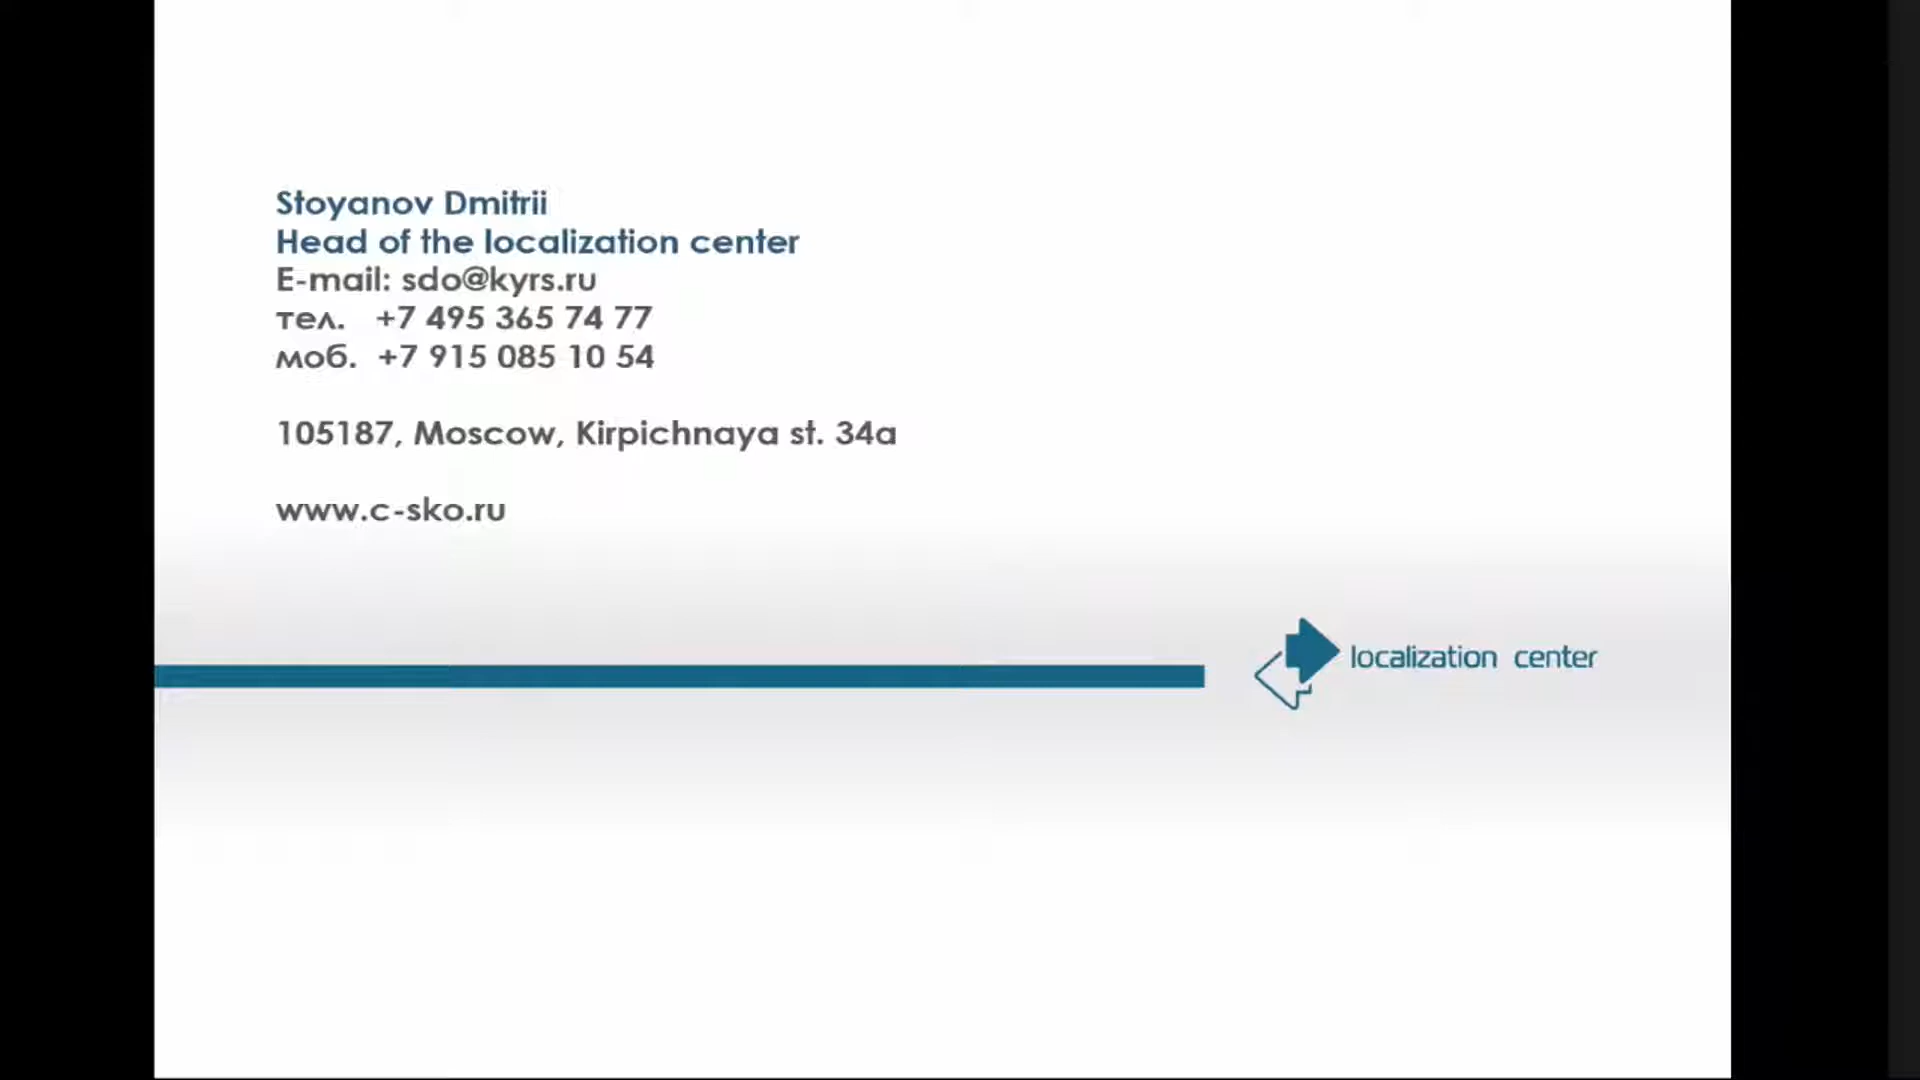 Stoyanov Dmitrii
Head of the localization center
E-mail: sdo@kyrs.ru
тел. +7 495 365 74 77
моб. +7 915 085 10 54
105187, Moscow, Kirpichnaya st. 34a
www.c-sko.ru
localization center